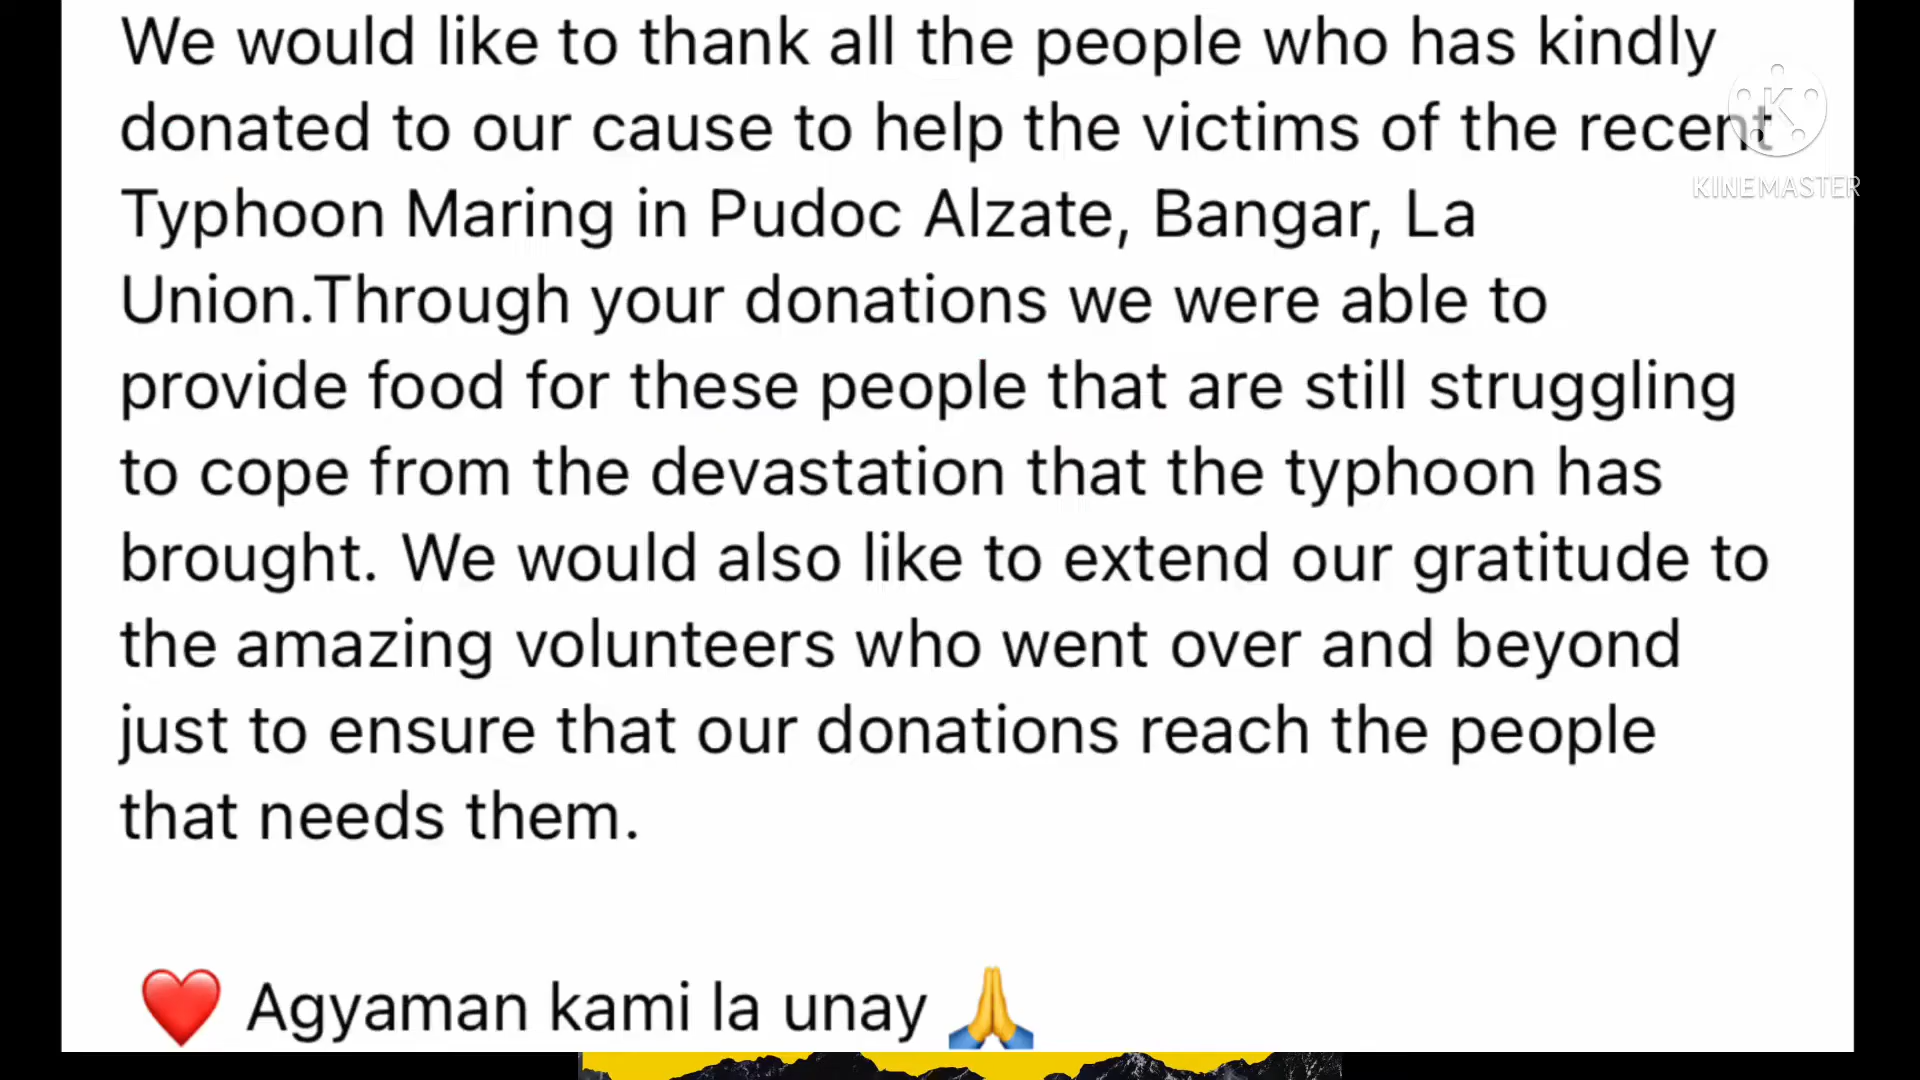 We would like to thank all the people who has kindly
donated to our cause to help the victims of the recent
Typhoon Maring in Pudoc Alzate, Bangar, La
Union.Through your donations we were able to
provide food for these people that are still struggling
to cope from the devastation that the typhoon has
brought. We would also like to extend our gratitude to
the amazing volunteers who went over and beyond
just to ensure that our donations reach the people
that needs them.
❤️ Agyaman kami la unay 🙏
K
KINEMASTER